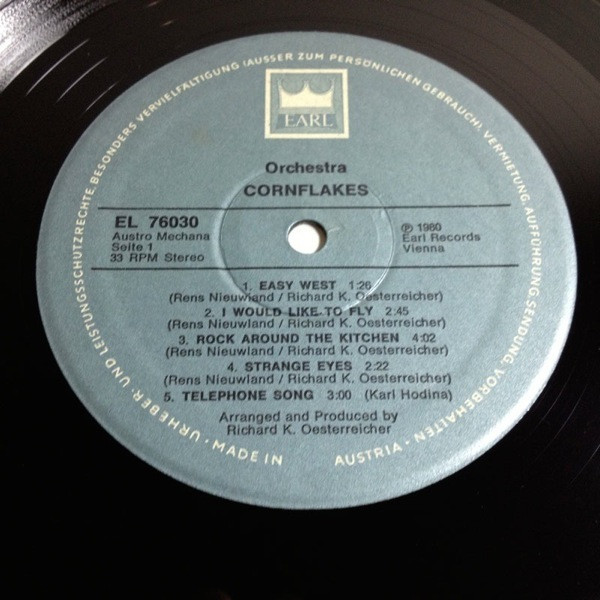 URHEBER- UND LEISTUNGSSCHUTZRECHTE, BESONDERS VERVIELFÄLTIGUNG (AUSSER ZUM PERSÖNLICHEN GEBRAUCH), VERMIETUNG, AUFFÜHRUNG, SENDUNG, VORBEHALTEN · MADE IN AUSTRIA ·
EARL
Orchestra
CORNFLAKES
EL 76030
Austro Mechana
Seite 1
33 RPM Stereo
℗ 1980
Earl Records
Vienna
1. EASY WEST 1:26
(Rens Nieuwland / Richard K. Oesterreicher)
2. I WOULD LIKE TO FLY 2:45
(Rens Nieuwland / Richard K. Oesterreicher)
3. ROCK AROUND THE KITCHEN 4:02
(Rens Nieuwland / Richard K. Oesterreicher)
4. STRANGE EYES 2:22
(Rens Nieuwland / Richard K. Oesterreicher)
5. TELEPHONE SONG 3:00 (Karl Hodina)
Arranged and Produced by
Richard K. Oesterreicher